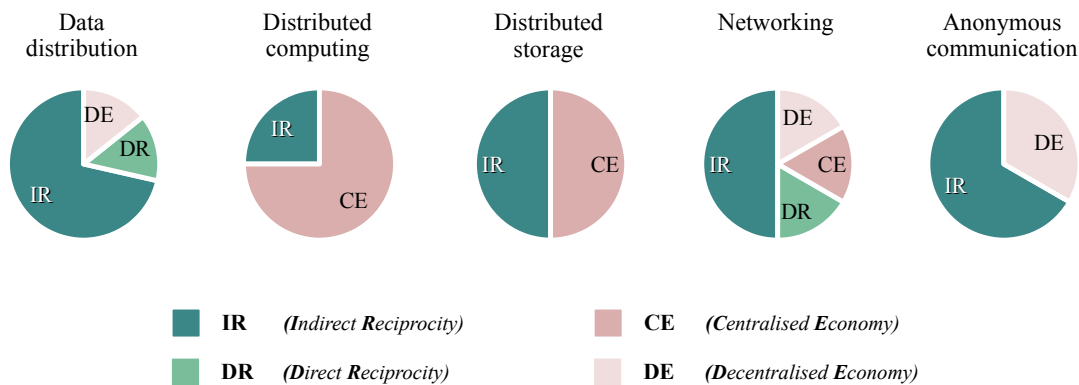 Data
distribution
Distributed
computing
Distributed
storage
Networking
Anonymous
communication
DE
DR
IR
IR
CE
IR
CE
DE
IR
CE
DR
DE
IR
IR (Indirect Reciprocity)
CE (Centralised Economy)
DR (Direct Reciprocity)
DE (Decentralised Economy)